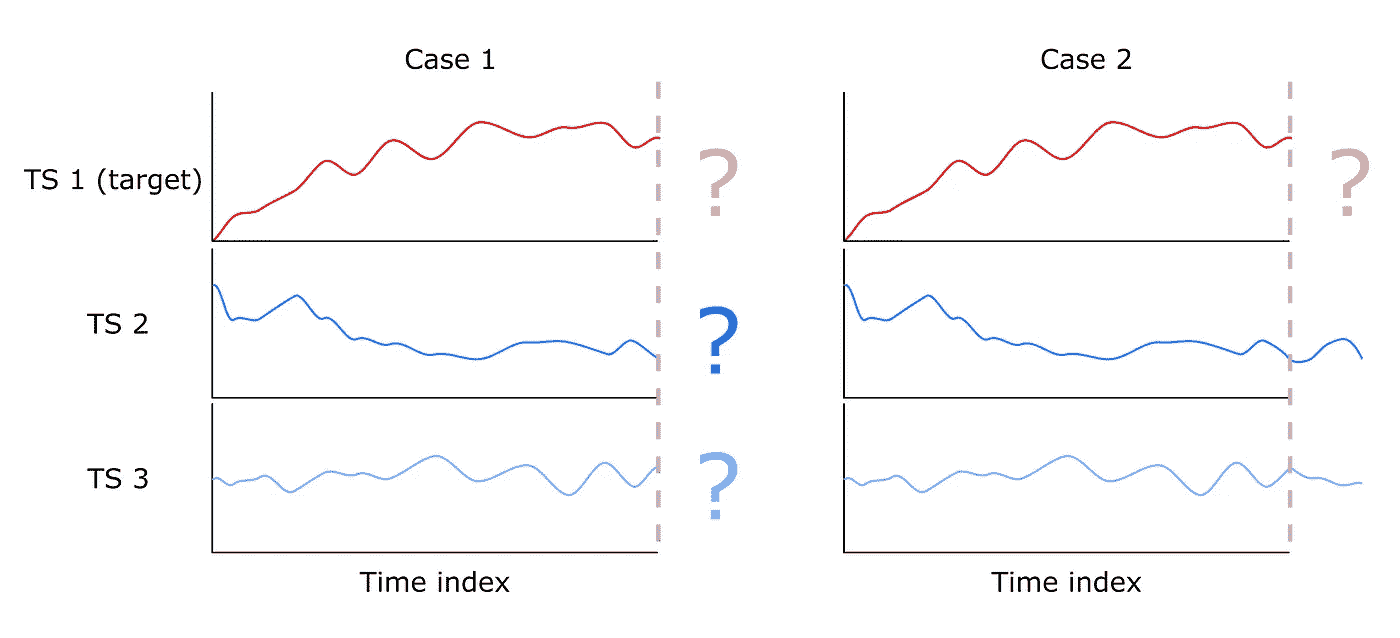 Case 1
Case 2
TS 1 (target)
?
?
TS 2
?
TS 3
?
Time index
Time index